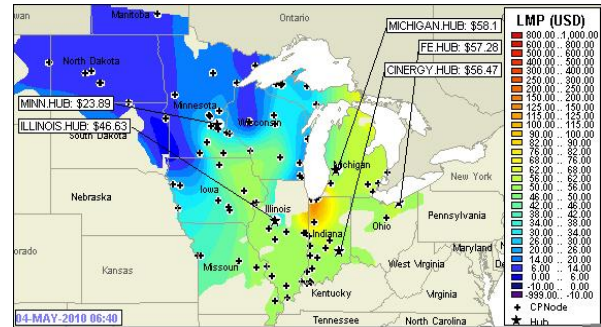 Manitoba
Ontario
MICHIGAN.HUB: $58.1
FE.HUB: $57.28
CINERGY.HUB: $56.47
North Dakota
MINN.HUB: $23.89
Minnesota
ILLINOIS.HUB: $46.63
South Dakota
Wisconsin
Michigan
New York
Nebraska
Iowa
Illinois
Indiana
Ohio
Pennsylvania
orado
Kansas
Missouri
West Virginia
Maryland
Kentucky
Virginia
Tennessee
North Carolina
04-MAY-2010 06:40
LMP (USD)
800.00 .. 1,000.00
600.00 .. 800.00
500.00 .. 600.00
400.00 .. 500.00
300.00 .. 400.00
250.00 .. 300.00
200.00 .. 250.00
150.00 .. 200.00
125.00 .. 150.00
100.00 .. 125.00
90.00 .. 100.00
82.00 .. 90.00
78.00 .. 82.00
76.00 .. 78.00
68.00 .. 76.00
62.00 .. 68.00
56.00 .. 62.00
50.00 .. 56.00
46.00 .. 50.00
42.00 .. 46.00
38.00 .. 42.00
34.00 .. 38.00
30.00 .. 34.00
26.00 .. 30.00
20.00 .. 26.00
14.00 .. 20.00
6.00 .. 14.00
0.00 .. 6.00
-10.00 .. 0.00
-999.00 .. -10.00
CPNode
Hub